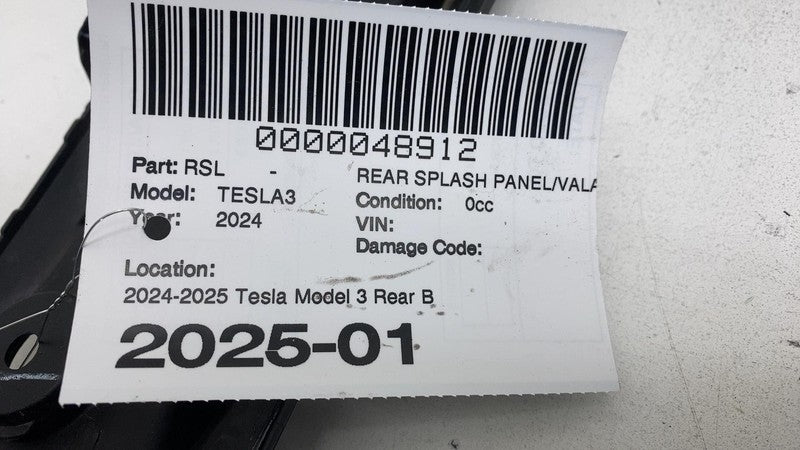 0000048912
Part: RSL - REAR SPLASH PANEL/VALA
Model: TESLA3 Condition: 0cc
Year: 2024 VIN:
Damage Code:
Location:
2024-2025 Tesla Model 3 Rear B
2025-01